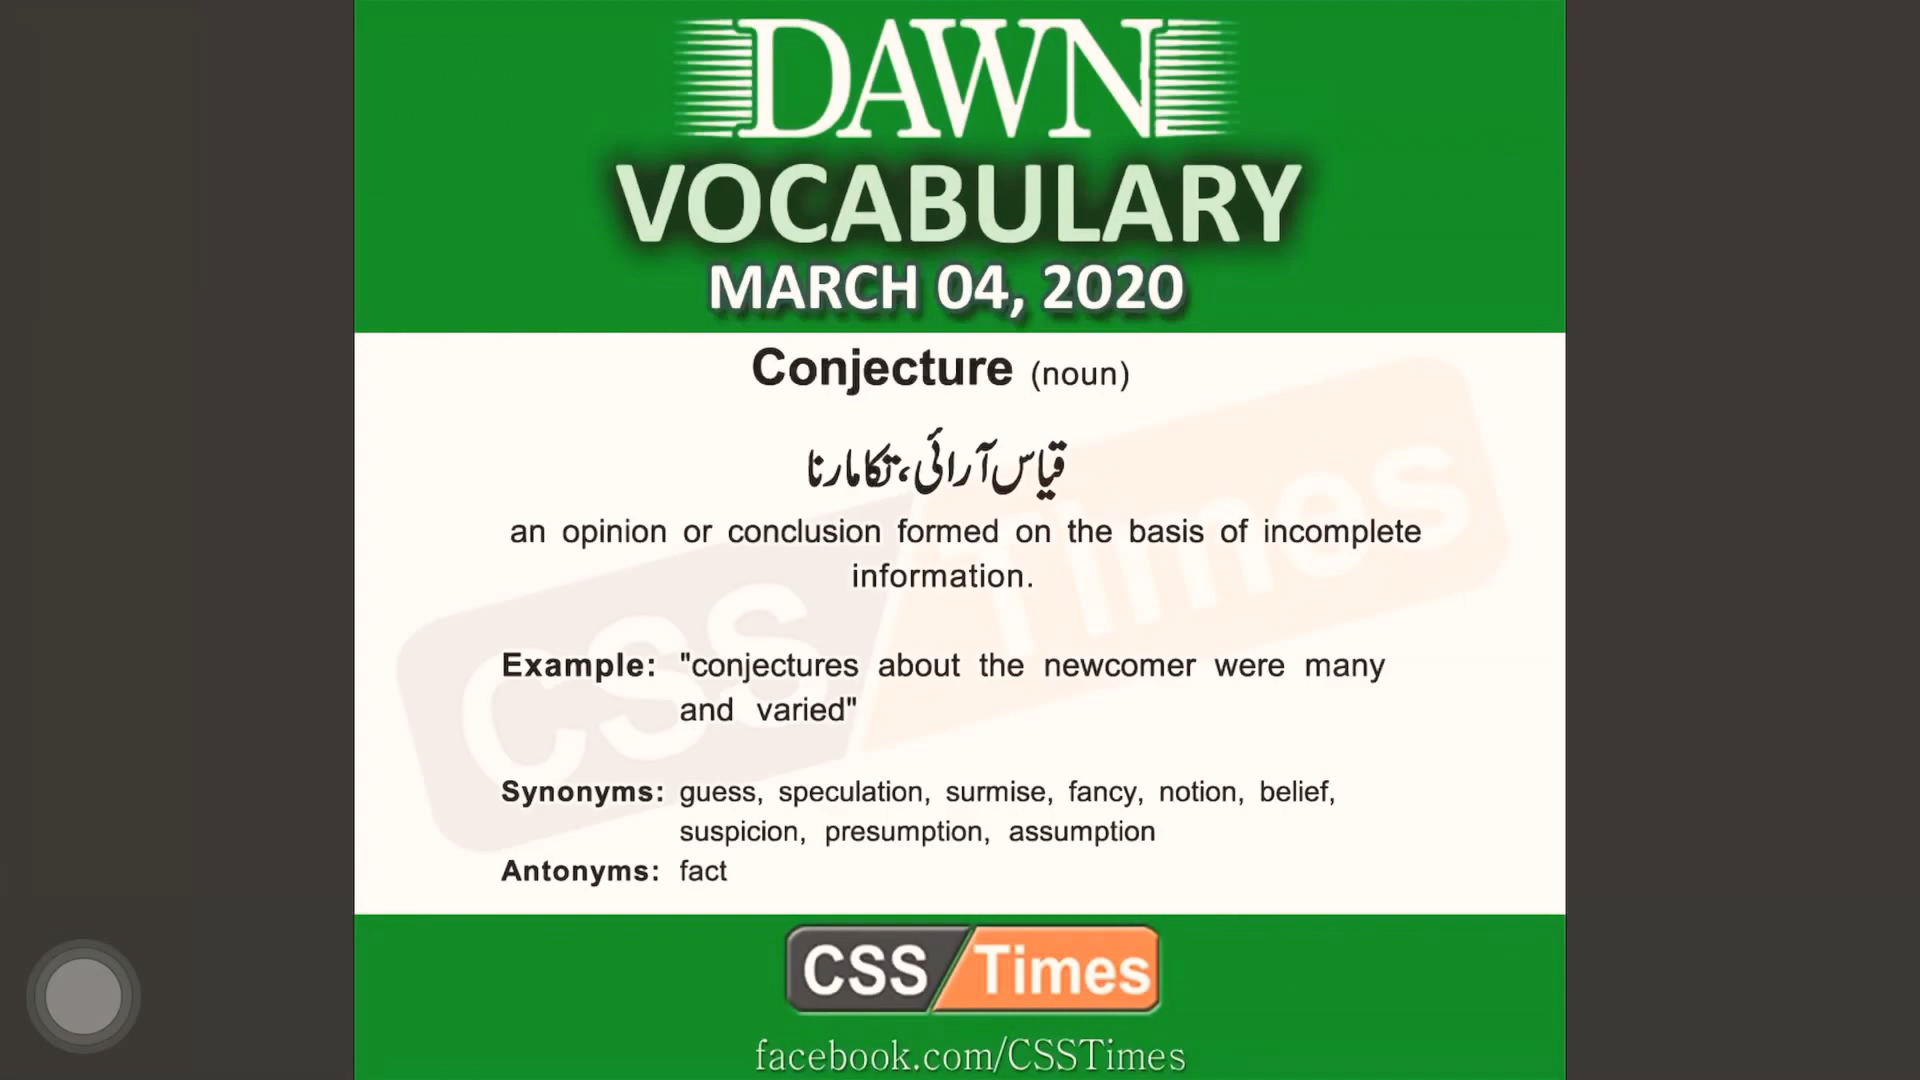 DAWN
VOCABULARY
MARCH 04, 2020
Conjecture (noun)
قیاس آرائی، تکا مارنا
an opinion or conclusion formed on the basis of incomplete
information.
Example: "conjectures about the newcomer were many
and varied"
Synonyms: guess, speculation, surmise, fancy, notion, belief,
suspicion, presumption, assumption
Antonyms: fact
CSS Times
facebook.com/CSSTimes